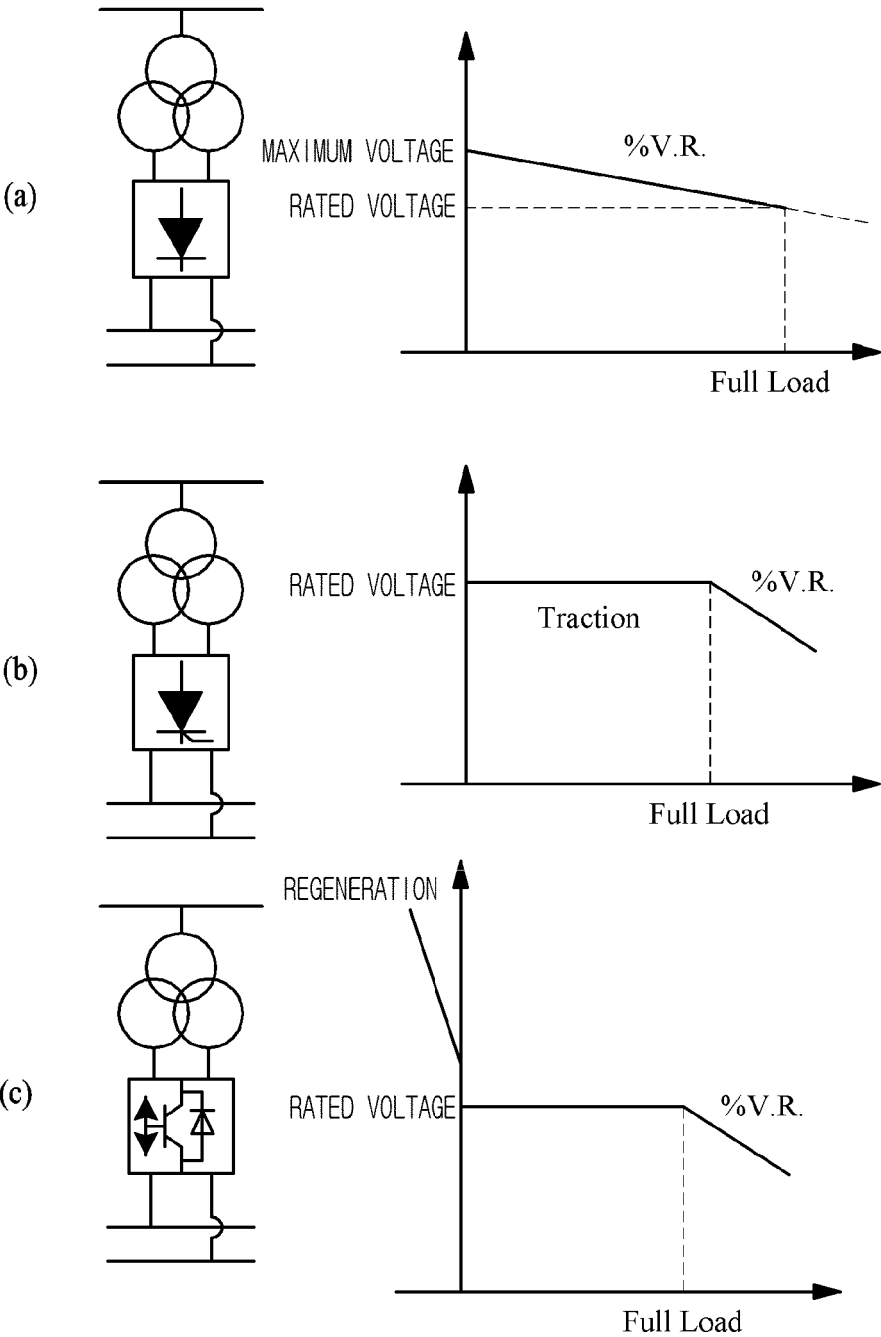 (a)
MAXIMUM VOLTAGE
%V.R.
RATED VOLTAGE
Full Load
(b)
RATED VOLTAGE
%V.R.
Traction
Full Load
REGENERATION
(c)
RATED VOLTAGE
%V.R.
Full Load